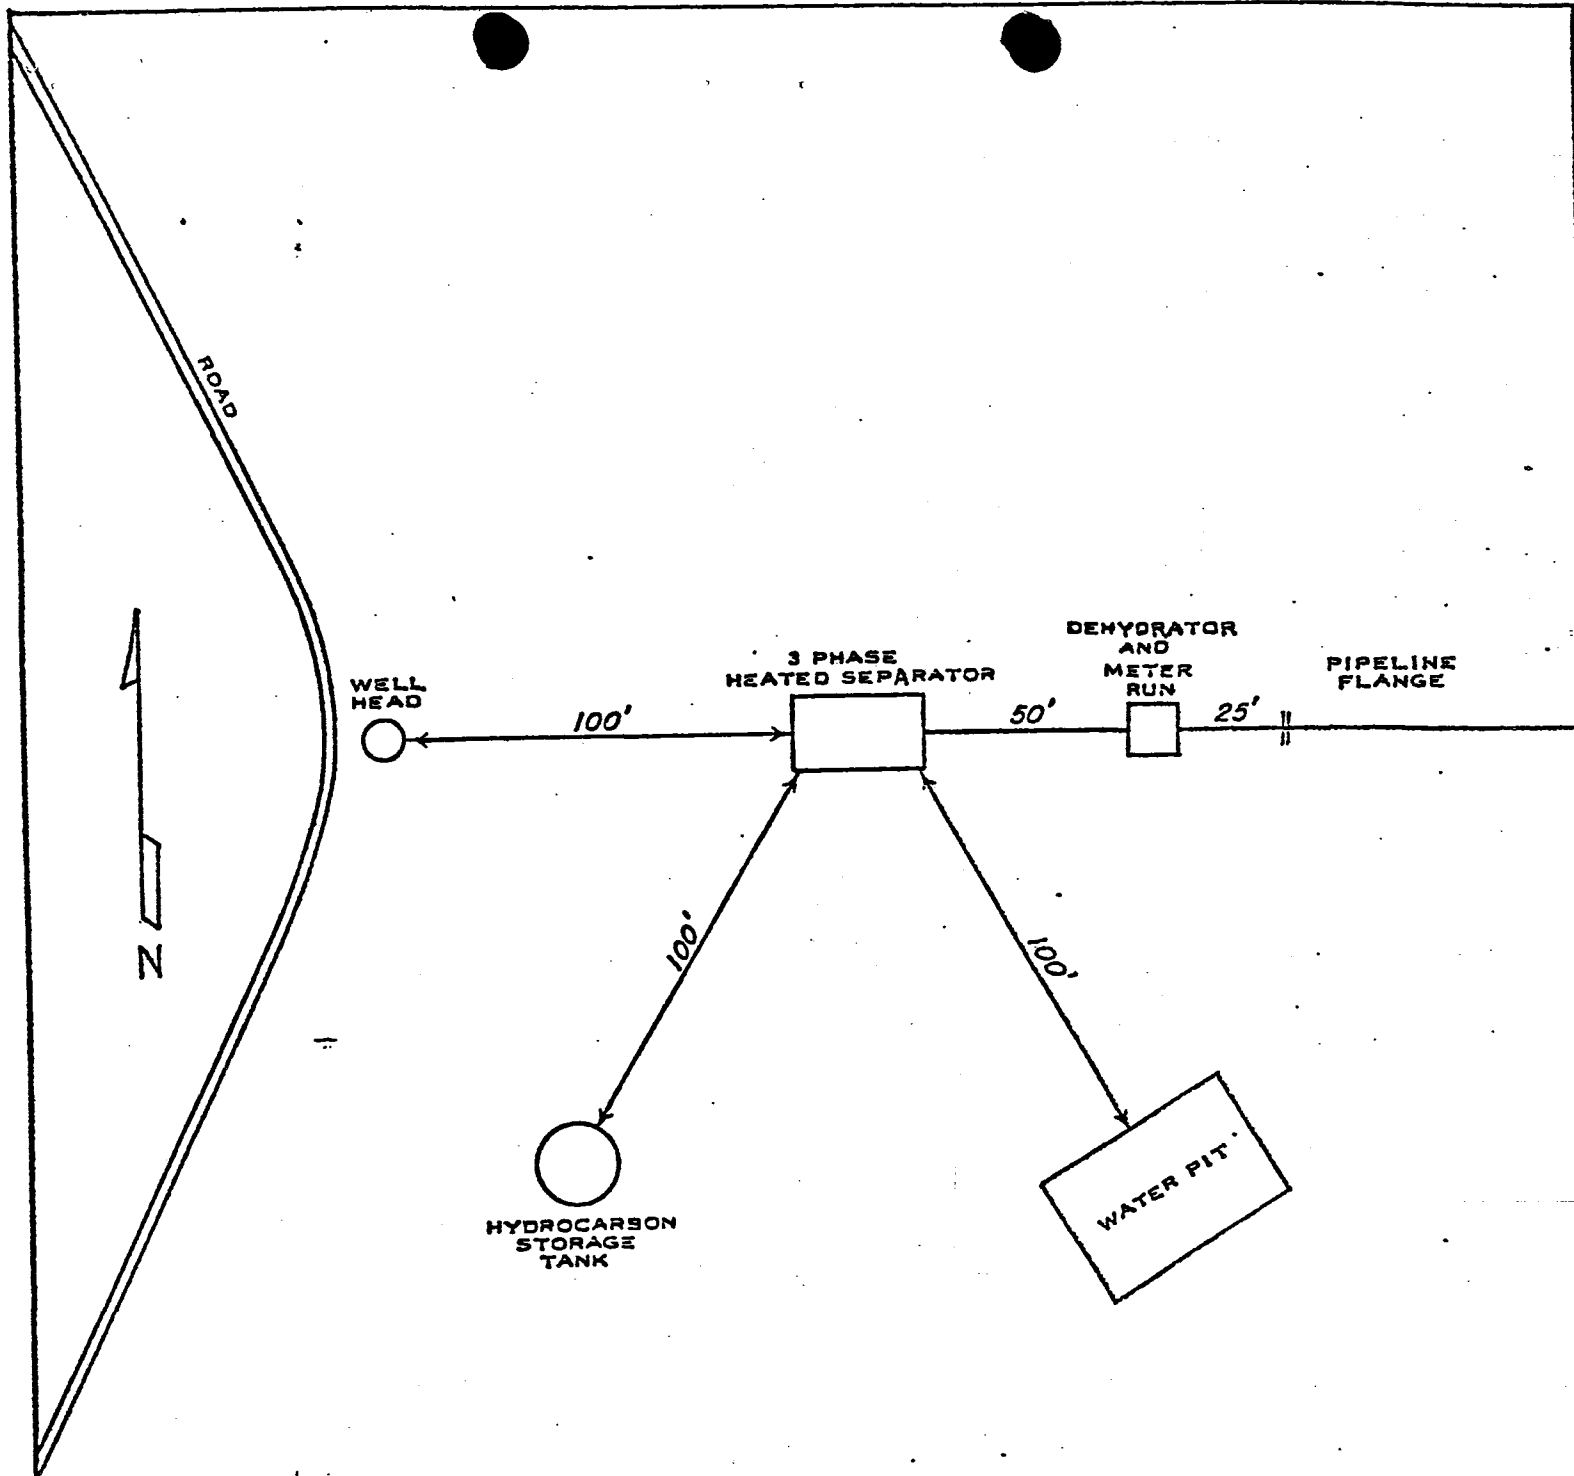 ROAD
WELL
HEAD
100'
3 PHASE
HEATED SEPARATOR
50'
DEHYDRATOR
AND
METER
RUN
25'
PIPELINE
FLANGE
100'
100'
N
HYDROCARBON
STORAGE
TANK
WATER PIT